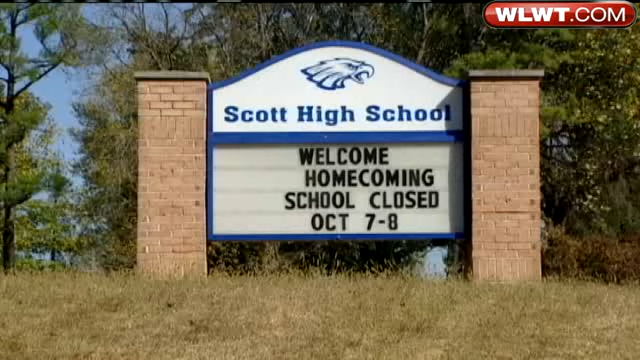 WLWT.COM
Scott High School
WELCOME
HOMECOMING
SCHOOL CLOSED
OCT 7-8